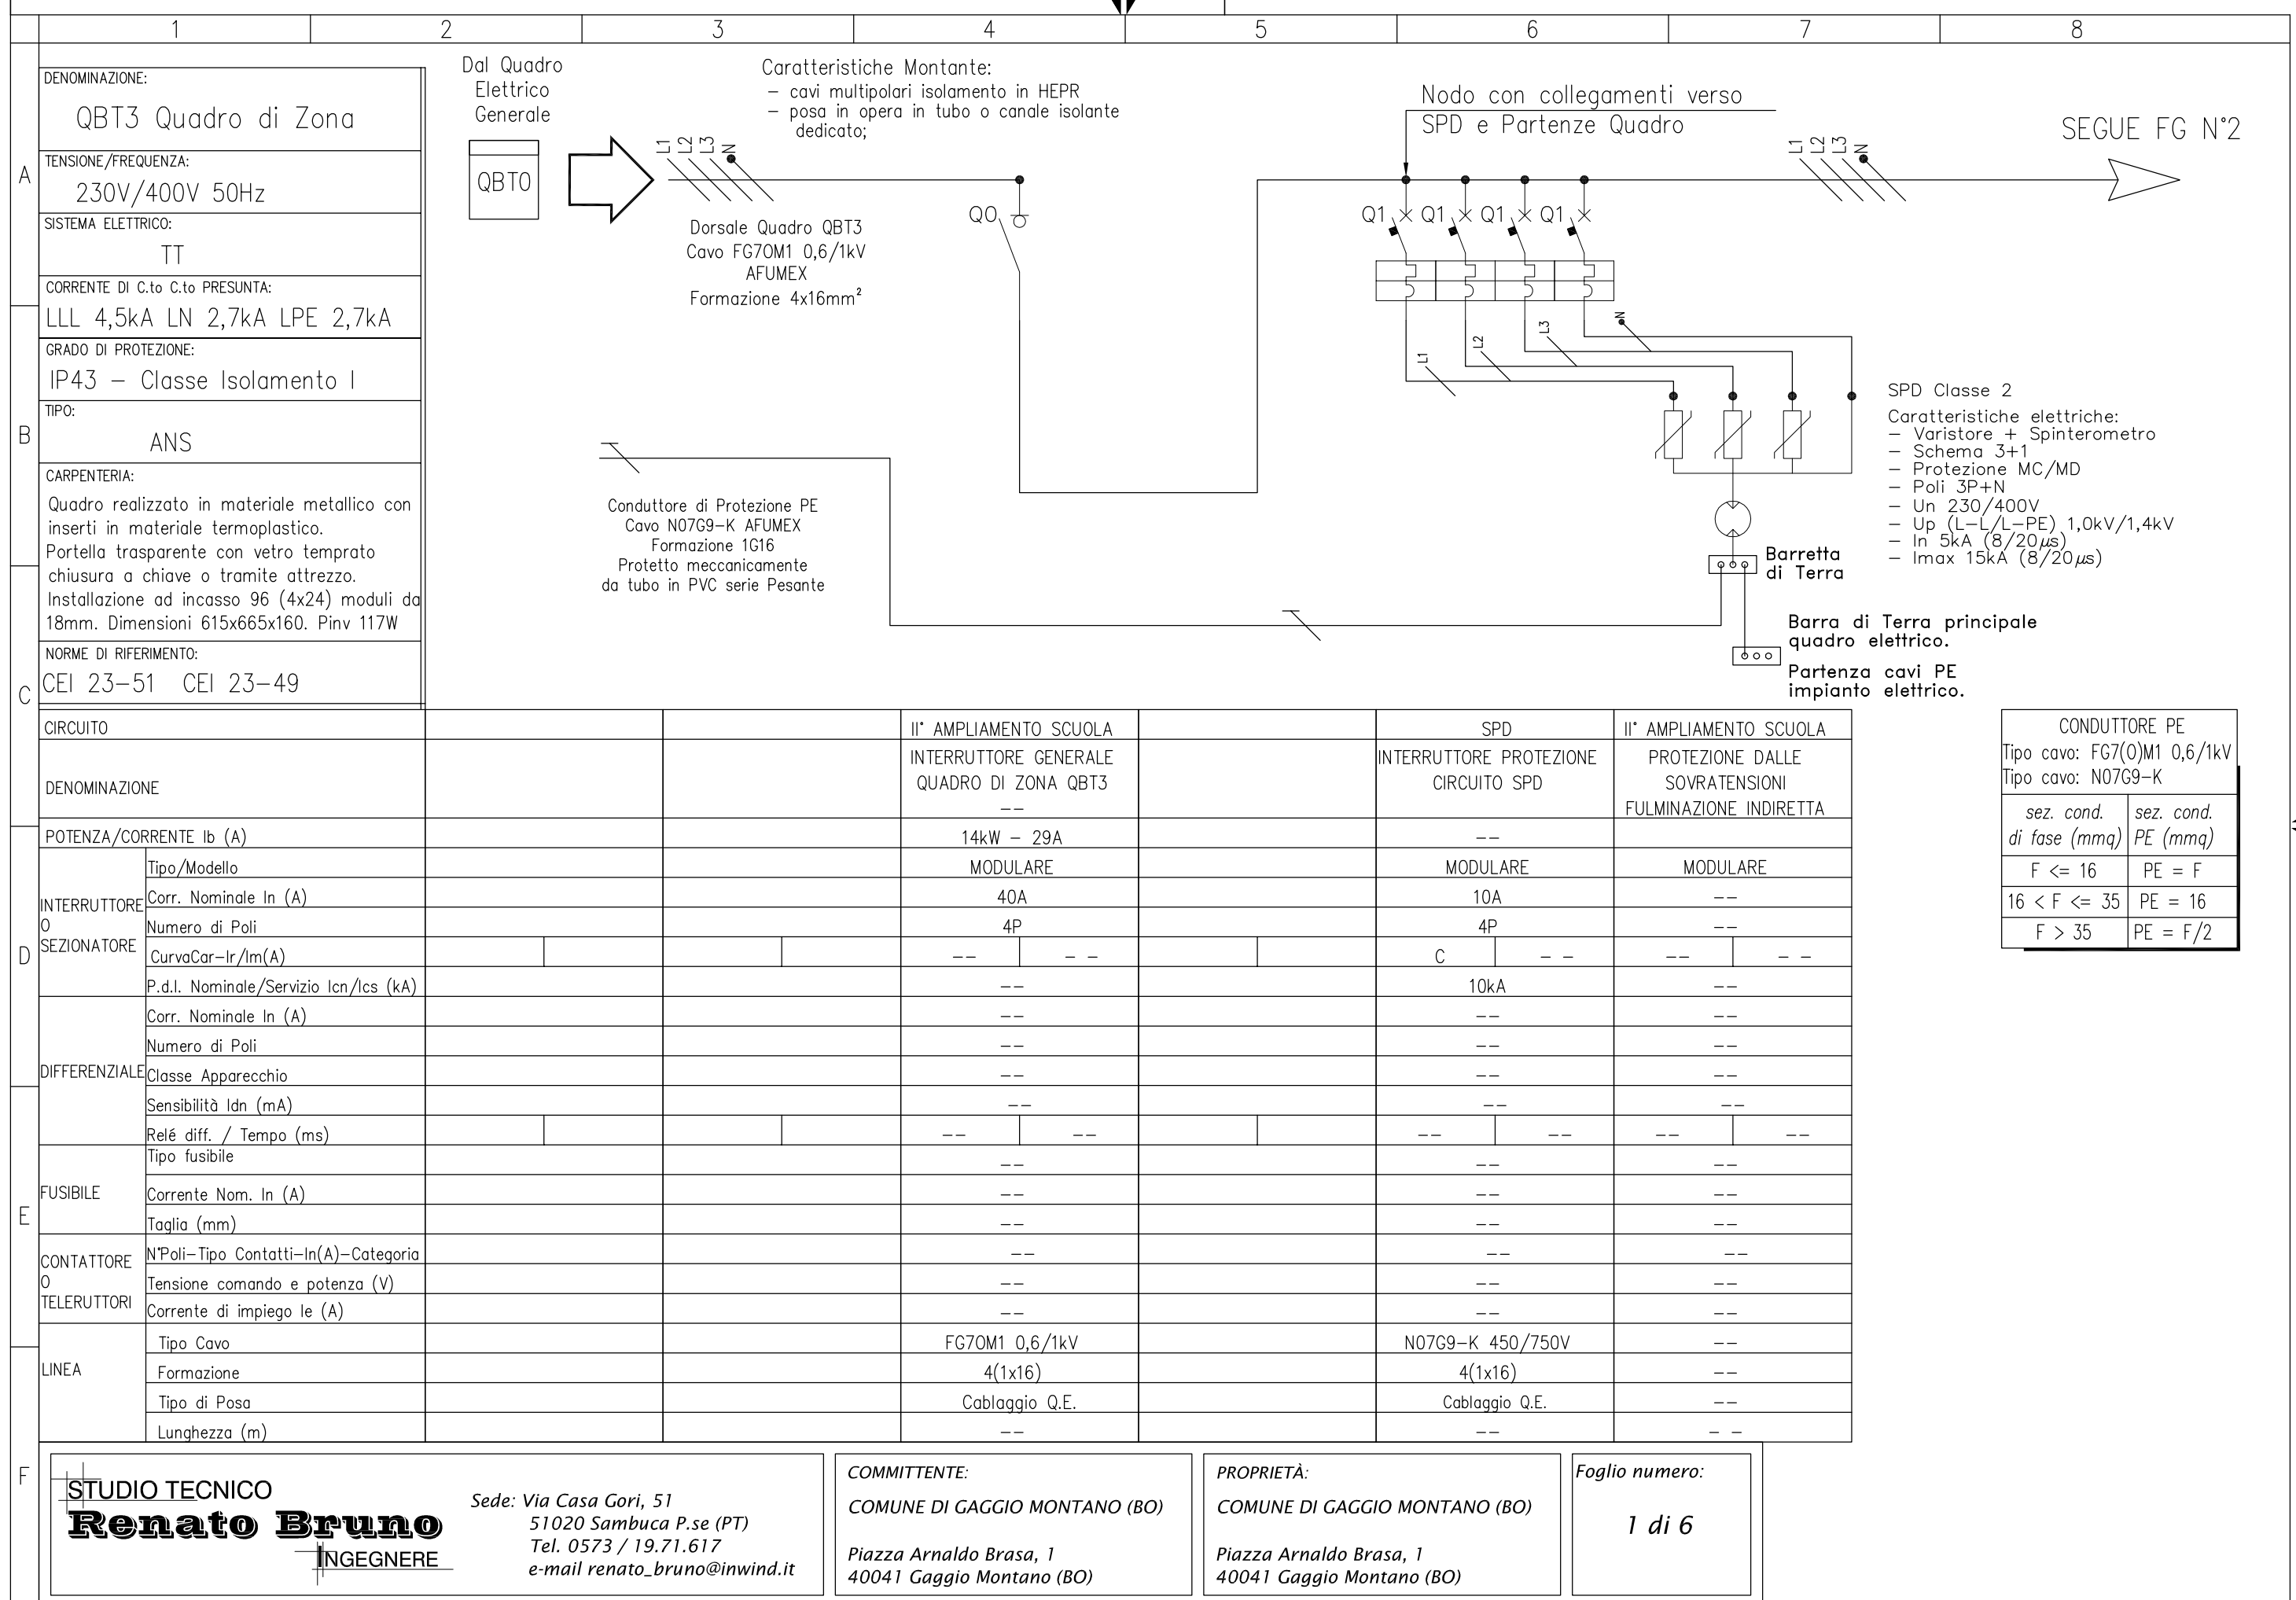 1 2 3 4 5 6 7 8
A
B
C
D
E
F
DENOMINAZIONE:
QBT3 Quadro di Zona
TENSIONE/FREQUENZA:
230V/400V 50Hz
SISTEMA ELETTRICO:
TT
CORRENTE DI C.to C.to PRESUNTA:
LLL 4,5kA LN 2,7kA LPE 2,7kA
GRADO DI PROTEZIONE:
IP43 – Classe Isolamento I
TIPO:
ANS
CARPENTERIA:
Quadro realizzato in materiale metallico con
inserti in materiale termoplastico.
Portella trasparente con vetro temprato
chiusura a chiave o tramite attrezzo.
Installazione ad incasso 96 (4x24) moduli da
18mm. Dimensioni 615x665x160. Pinv 117W
NORME DI RIFERIMENTO:
CEI 23–51 CEI 23–49
Dal Quadro
Elettrico
Generale
QBT0
Caratteristiche Montante:
– cavi multipolari isolamento in HEPR
– posa in opera in tubo o canale isolante
dedicato;
L1 L2 L3 N
Dorsale Quadro QBT3
Cavo FG7OM1 0,6/1kV
AFUMEX
Formazione 4x16mm²
Q0
Nodo con collegamenti verso
SPD e Partenze Quadro
L1 L2 L3 N
SEGUE FG N°2
Q1 Q1 Q1 Q1
L1 L2 L3 N
SPD Classe 2
Caratteristiche elettriche:
– Varistore + Spinterometro
– Schema 3+1
– Protezione MC/MD
– Poli 3P+N
– Un 230/400V
– Up (L–L/L–PE) 1,0kV/1,4kV
– In 5kA (8/20µs)
– Imax 15kA (8/20µs)
Conduttore di Protezione PE
Cavo N07G9–K AFUMEX
Formazione 1G16
Protetto meccanicamente
da tubo in PVC serie Pesante
Barretta
di Terra
Barra di Terra principale
quadro elettrico.
Partenza cavi PE
impianto elettrico.
CIRCUITO II° AMPLIAMENTO SCUOLA SPD II° AMPLIAMENTO SCUOLA
DENOMINAZIONE
INTERRUTTORE GENERALE
QUADRO DI ZONA QBT3
--
INTERRUTTORE PROTEZIONE
CIRCUITO SPD
PROTEZIONE DALLE
SOVRATENSIONI
FULMINAZIONE INDIRETTA
POTENZA/CORRENTE Ib (A) 14kW – 29A --
INTERRUTTORE
O
SEZIONATORE
Tipo/Modello MODULARE MODULARE MODULARE
Corr. Nominale In (A) 40A 10A --
Numero di Poli 4P 4P --
CurvaCar–Ir/Im(A) -- - - C - - -- - -
P.d.I. Nominale/Servizio Icn/Ics (kA) -- 10kA --
DIFFERENZIALE
Corr. Nominale In (A) -- -- --
Numero di Poli -- -- --
Classe Apparecchio -- -- --
Sensibilità Idn (mA) -- -- --
Relé diff. / Tempo (ms) -- -- -- -- -- --
FUSIBILE
Tipo fusibile -- -- --
Corrente Nom. In (A) -- -- --
Taglia (mm) -- -- --
CONTATTORE
O
TELERUTTORI
N°Poli–Tipo Contatti–In(A)–Categoria -- -- --
Tensione comando e potenza (V) -- -- --
Corrente di impiego Ie (A) -- -- --
LINEA
Tipo Cavo FG7OM1 0,6/1kV N07G9–K 450/750V --
Formazione 4(1x16) 4(1x16) --
Tipo di Posa Cablaggio Q.E. Cablaggio Q.E. --
Lunghezza (m) -- -- - -
CONDUTTORE PE
Tipo cavo: FG7(O)M1 0,6/1kV
Tipo cavo: N07G9–K
sez. cond. sez. cond.
di fase (mmq) PE (mmq)
F <= 16 PE = F
16 < F <= 35 PE = 16
F > 35 PE = F/2
STUDIO TECNICO
Renato Bruno
INGEGNERE
Sede: Via Casa Gori, 51
51020 Sambuca P.se (PT)
Tel. 0573 / 19.71.617
e-mail renato_bruno@inwind.it
COMMITTENTE:
COMUNE DI GAGGIO MONTANO (BO)
Piazza Arnaldo Brasa, 1
40041 Gaggio Montano (BO)
PROPRIETÀ:
COMUNE DI GAGGIO MONTANO (BO)
Piazza Arnaldo Brasa, 1
40041 Gaggio Montano (BO)
Foglio numero:
1 di 6